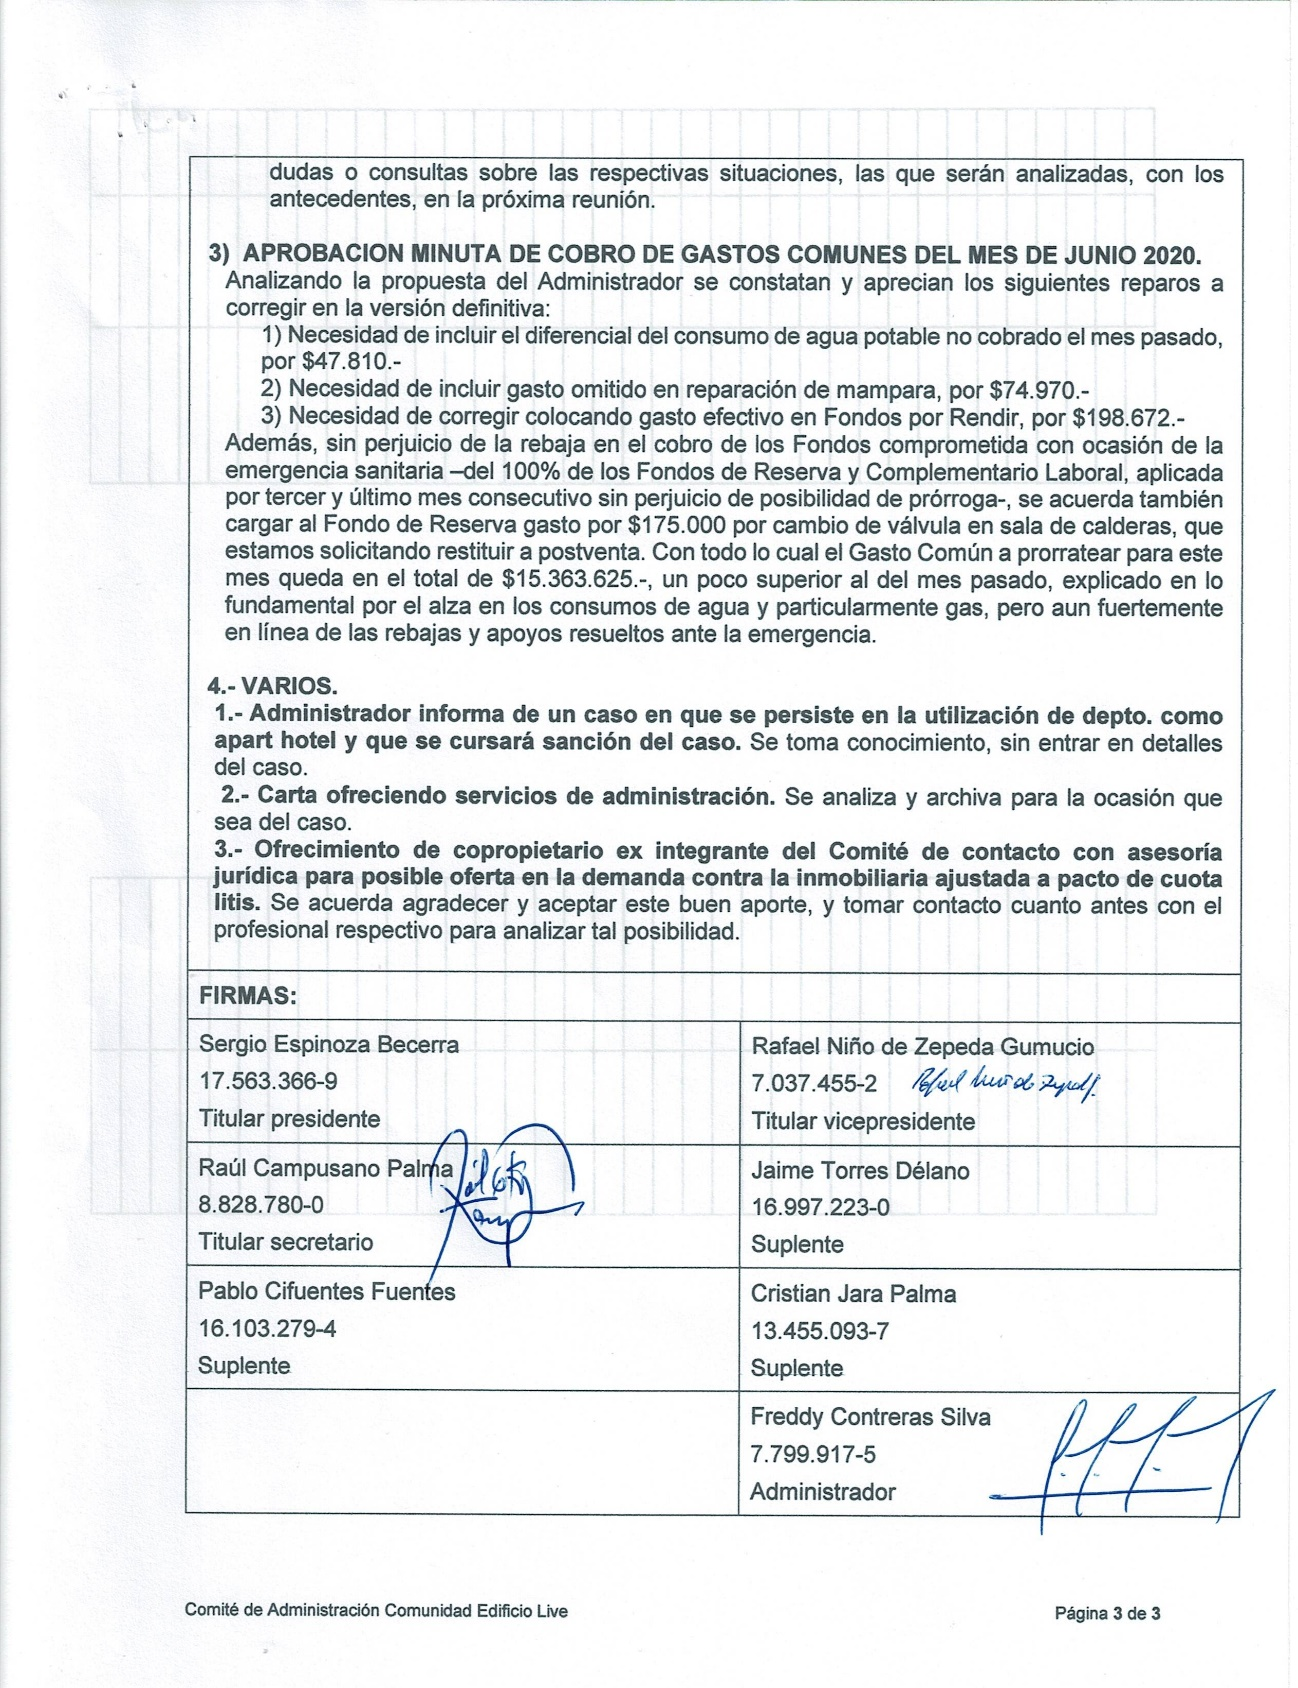 dudas o consultas sobre las respectivas situaciones, las que serán analizadas, con los
antecedentes, en la próxima reunión.
3) APROBACION MINUTA DE COBRO DE GASTOS COMUNES DEL MES DE JUNIO 2020.
Analizando la propuesta del Administrador se constatan y aprecian los siguientes reparos a
corregir en la versión definitiva:
1) Necesidad de incluir el diferencial del consumo de agua potable no cobrado el mes pasado,
por $47.810.-
2) Necesidad de incluir gasto omitido en reparación de mampara, por $74.970.-
3) Necesidad de corregir colocando gasto efectivo en Fondos por Rendir, por $198.672.-
Además, sin perjuicio de la rebaja en el cobro de los Fondos comprometida con ocasión de la
emergencia sanitaria –del 100% de los Fondos de Reserva y Complementario Laboral, aplicada
por tercer y último mes consecutivo sin perjuicio de posibilidad de prórroga-, se acuerda también
cargar al Fondo de Reserva gasto por $175.000 por cambio de válvula en sala de calderas, que
estamos solicitando restituir a postventa. Con todo lo cual el Gasto Común a prorratear para este
mes queda en el total de $15.363.625.-, un poco superior al del mes pasado, explicado en lo
fundamental por el alza en los consumos de agua y particularmente gas, pero aun fuertemente
en línea de las rebajas y apoyos resueltos ante la emergencia.
4.- VARIOS.
1.- Administrador informa de un caso en que se persiste en la utilización de depto. como
apart hotel y que se cursará sanción del caso. Se toma conocimiento, sin entrar en detalles
del caso.
2.- Carta ofreciendo servicios de administración. Se analiza y archiva para la ocasión que
sea del caso.
3.- Ofrecimiento de copropietario ex integrante del Comité de contacto con asesoría
jurídica para posible oferta en la demanda contra la inmobiliaria ajustada a pacto de cuota
litis. Se acuerda agradecer y aceptar este buen aporte, y tomar contacto cuanto antes con el
profesional respectivo para analizar tal posibilidad.
FIRMAS:
Sergio Espinoza Becerra
17.563.366-9
Titular presidente
Rafael Niño de Zepeda Gumucio
7.037.455-2 Rafael Niño de Zepeda
Titular vicepresidente
Raúl Campusano Palma
8.828.780-0
Titular secretario
Jaime Torres Délano
16.997.223-0
Suplente
Pablo Cifuentes Fuentes
16.103.279-4
Suplente
Cristian Jara Palma
13.455.093-7
Suplente
Freddy Contreras Silva
7.799.917-5
Administrador
Comité de Administración Comunidad Edificio Live
Página 3 de 3